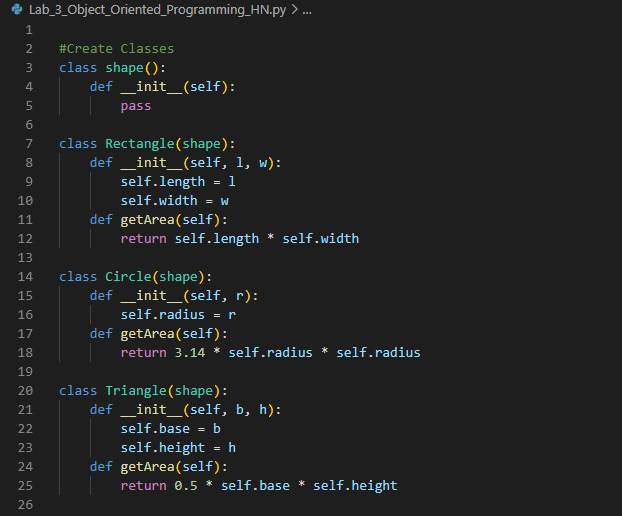 Lab_3_Object_Oriented_Programming_HN.py > ...
1
2 #Create Classes
3 class shape():
4     def __init__(self):
5         pass
6
7 class Rectangle(shape):
8     def __init__(self, l, w):
9         self.length = l
10         self.width = w
11     def getArea(self):
12         return self.length * self.width
13
14 class Circle(shape):
15     def __init__(self, r):
16         self.radius = r
17     def getArea(self):
18         return 3.14 * self.radius * self.radius
19
20 class Triangle(shape):
21     def __init__(self, b, h):
22         self.base = b
23         self.height = h
24     def getArea(self):
25         return 0.5 * self.base * self.height
26